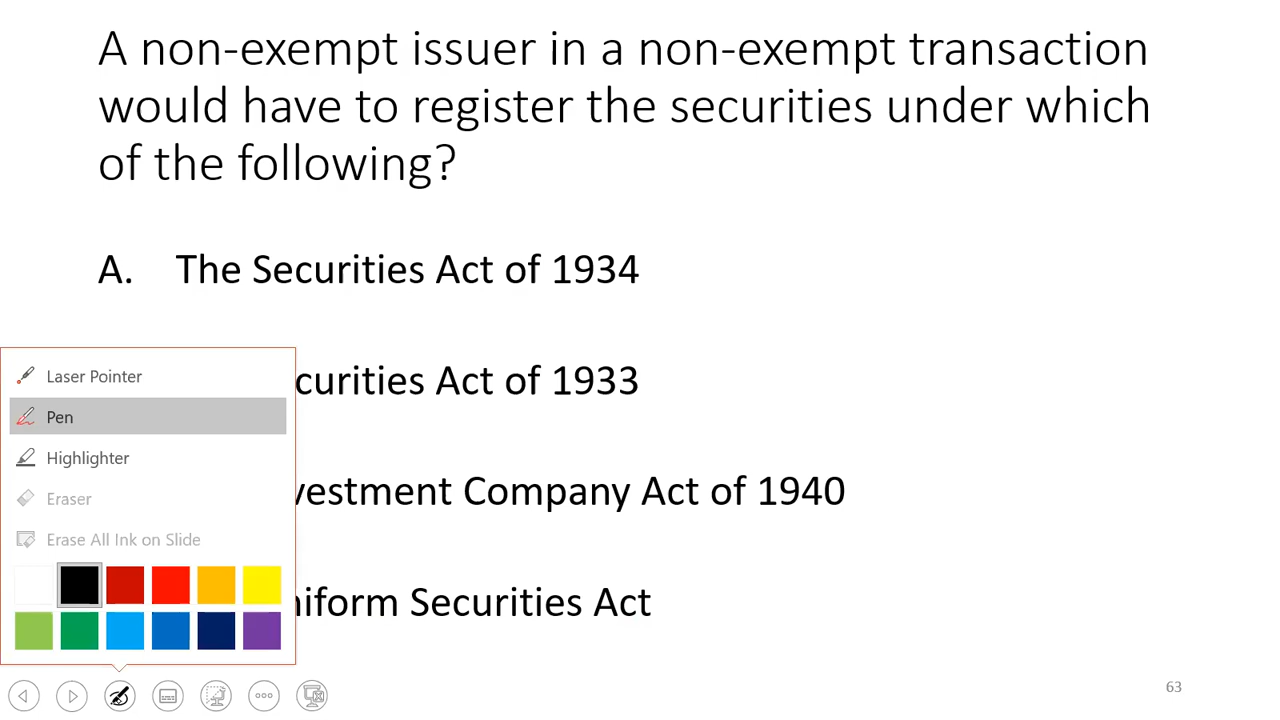 A non-exempt issuer in a non-exempt transaction
would have to register the securities under which
of the following?
A. The Securities Act of 1934
curities Act of 1933
vestment Company Act of 1940
niform Securities Act
Laser Pointer
Pen
Highlighter
Eraser
Erase All Ink on Slide
63